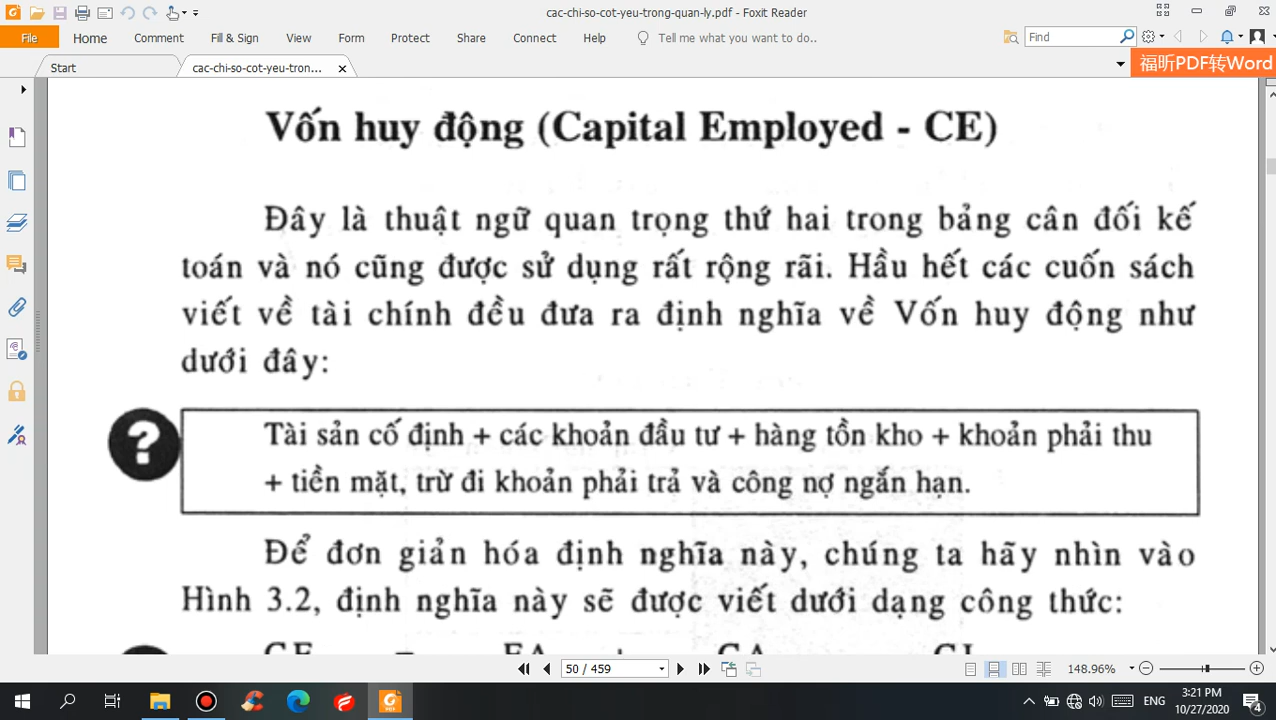 cac-chi-so-cot-yeu-trong-quan-ly.pdf - Foxit Reader
File Home Comment Fill & Sign View Form Protect Share Connect Help Tell me what you want to do.. Find
Start cac-chi-so-cot-yeu-tron...
福昕PDF转Word
Vốn huy động (Capital Employed - CE)
Đây là thuật ngữ quan trọng thứ hai trong bảng cân đối kế
toán và nó cũng được sử dụng rất rộng rãi. Hầu hết các cuốn sách
viết về tài chính đều đưa ra định nghĩa về Vốn huy động như
dưới đây:
?
Tài sản cố định + các khoản đầu tư + hàng tồn kho + khoản phải thu
+ tiền mặt, trừ đi khoản phải trả và công nợ ngắn hạn.
Để đơn giản hóa định nghĩa này, chúng ta hãy nhìn vào
Hình 3.2, định nghĩa này sẽ được viết dưới dạng công thức:
50 / 459
148.96%
ENG
3:21 PM
10/27/2020
4